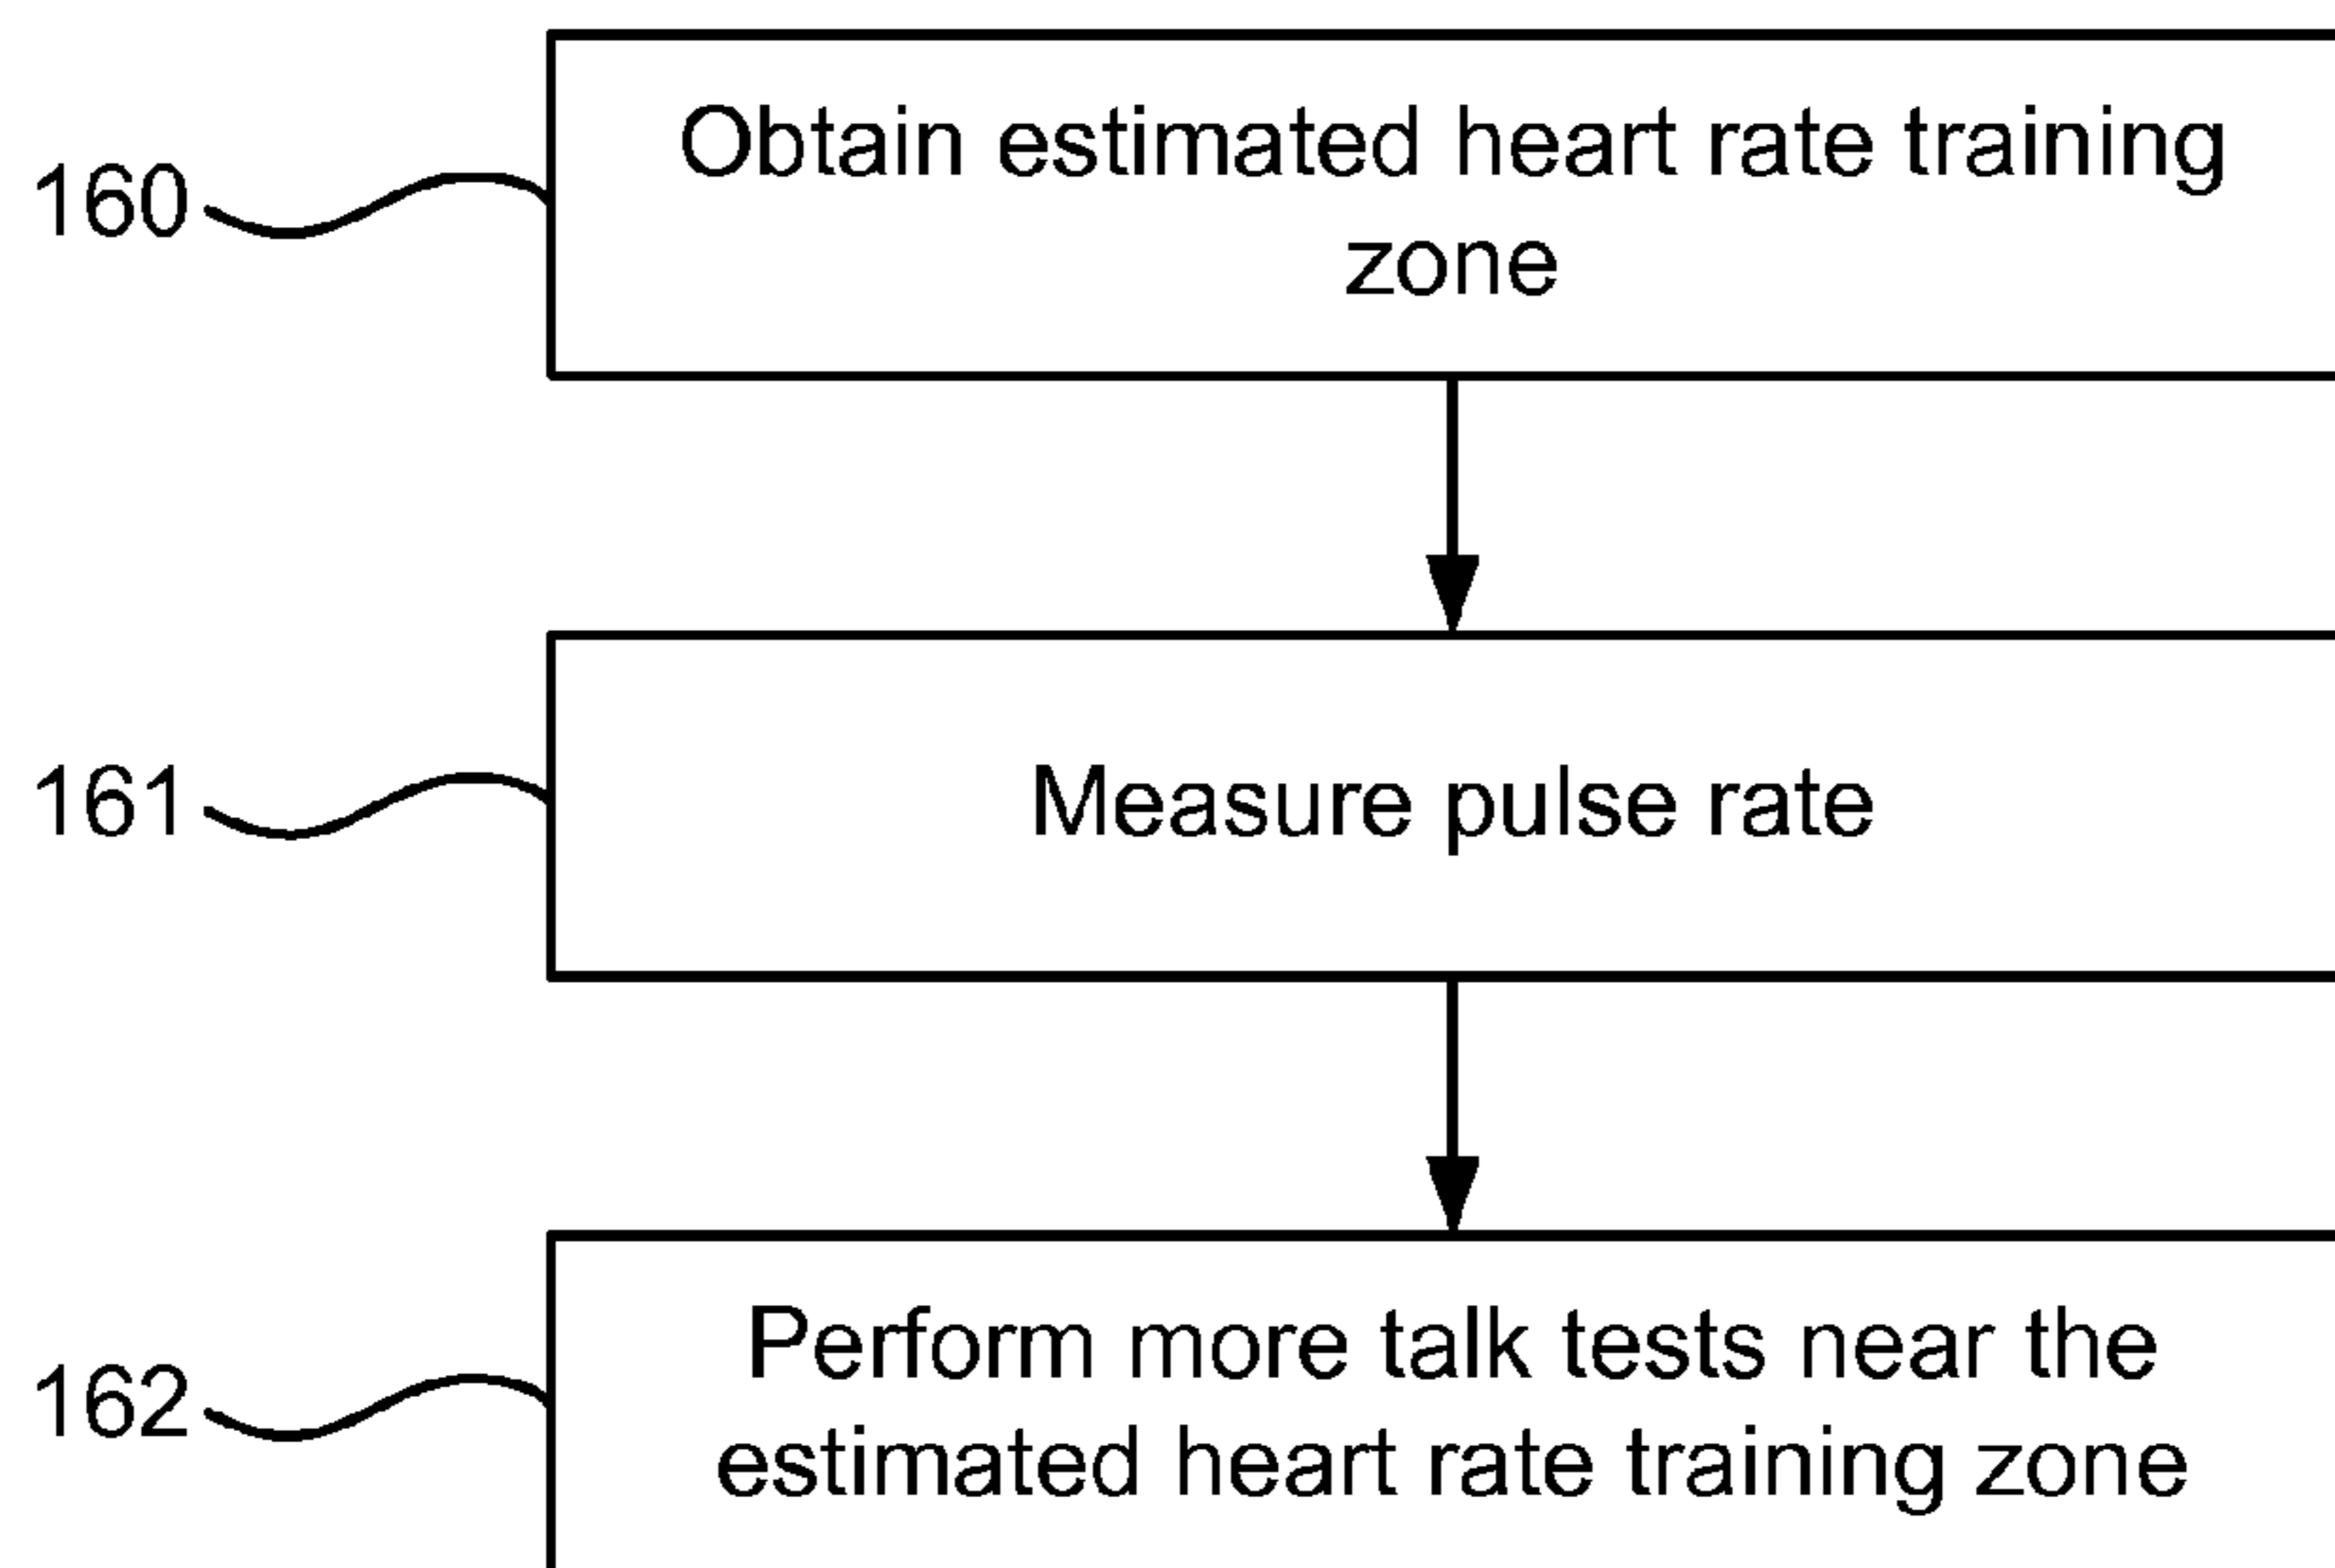 160
Obtain estimated heart rate training
zone
161
Measure pulse rate
162
Perform more talk tests near the
estimated heart rate training zone